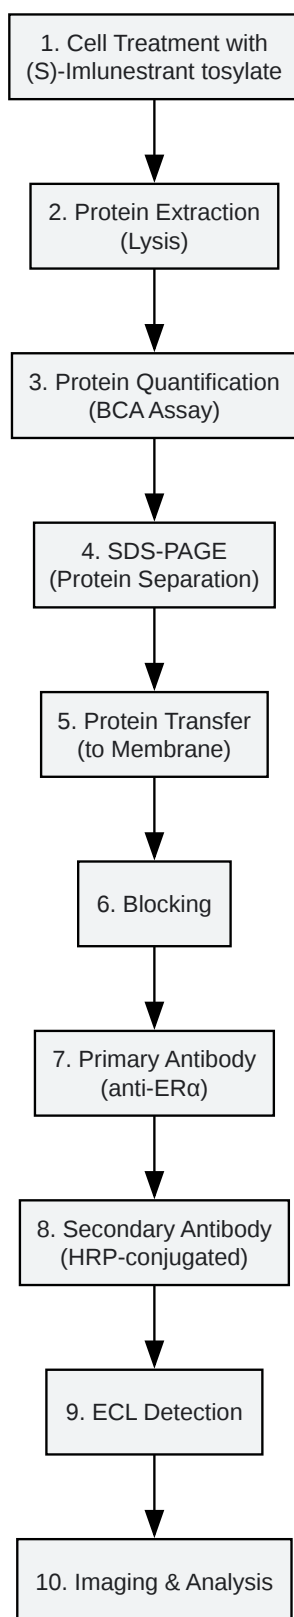 1. Cell Treatment with
(S)-Imlunestrant tosylate
2. Protein Extraction
(Lysis)
3. Protein Quantification
(BCA Assay)
4. SDS-PAGE
(Protein Separation)
5. Protein Transfer
(to Membrane)
6. Blocking
7. Primary Antibody
(anti-ERα)
8. Secondary Antibody
(HRP-conjugated)
9. ECL Detection
10. Imaging & Analysis